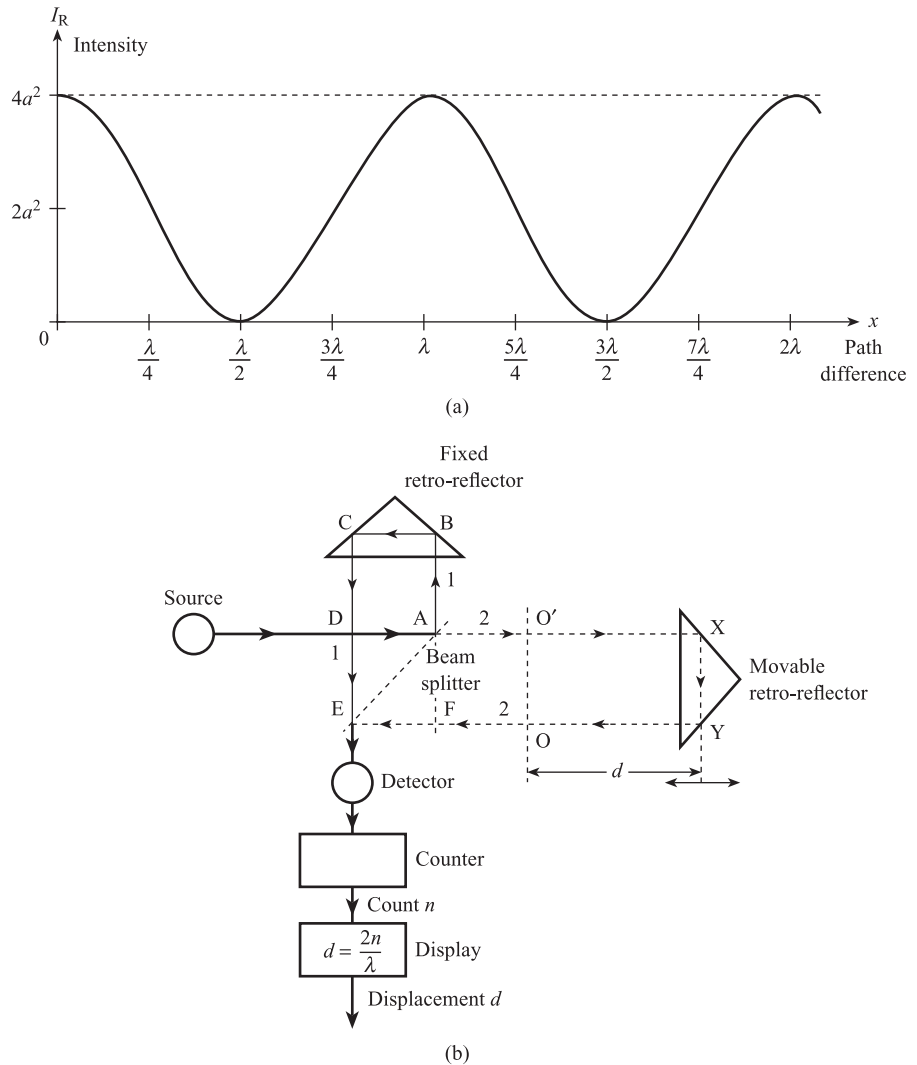 I_R
Intensity
4a²
2a²
0
λ/4
λ/2
3λ/4
λ
5λ/4
3λ/2
7λ/4
2λ
x
Path
difference
(a)
Fixed
retro-reflector
C
B
1
Source
D
A
2
O′
X
1
Beam
splitter
Movable
retro-reflector
E
F
2
O
Y
d
Detector
Counter
Count n
d = 2n/λ
Display
Displacement d
(b)